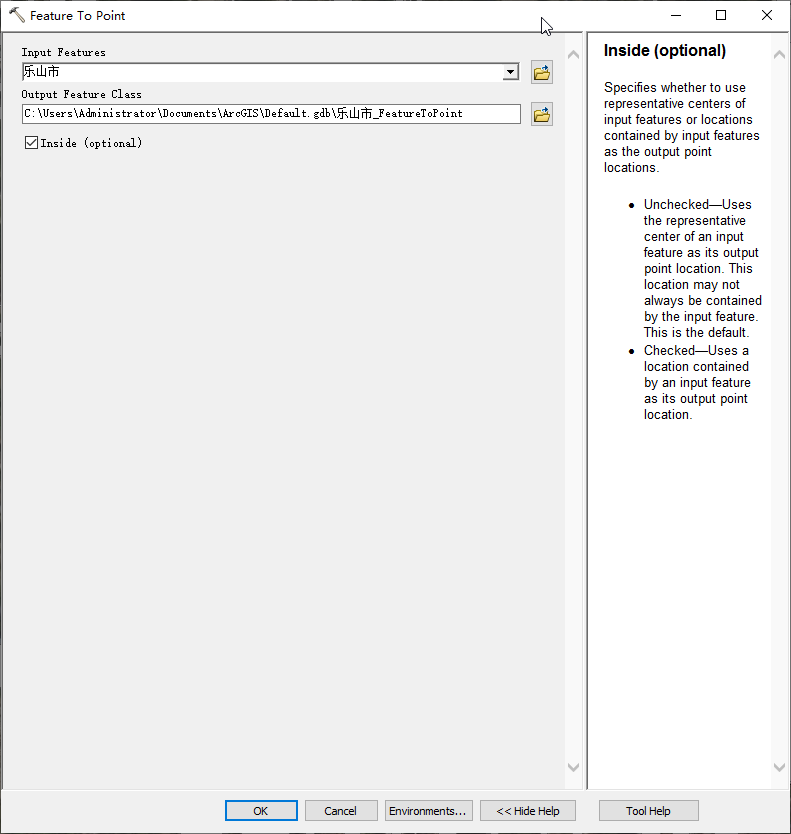 Feature To Point
Input Features
乐山市
Output Feature Class
C:\Users\Administrator\Documents\ArcGIS\Default.gdb\乐山市_FeatureToPoint
Inside (optional)
Inside (optional)
Specifies whether to use
representative centers of
input features or locations
contained by input features
as the output point
locations.
• Unchecked—Uses
the representative
center of an input
feature as its output
point location. This
location may not
always be contained
by the input feature.
This is the default.
• Checked—Uses a
location contained
by an input feature
as its output point
location.
OK
Cancel
Environments...
<< Hide Help
Tool Help